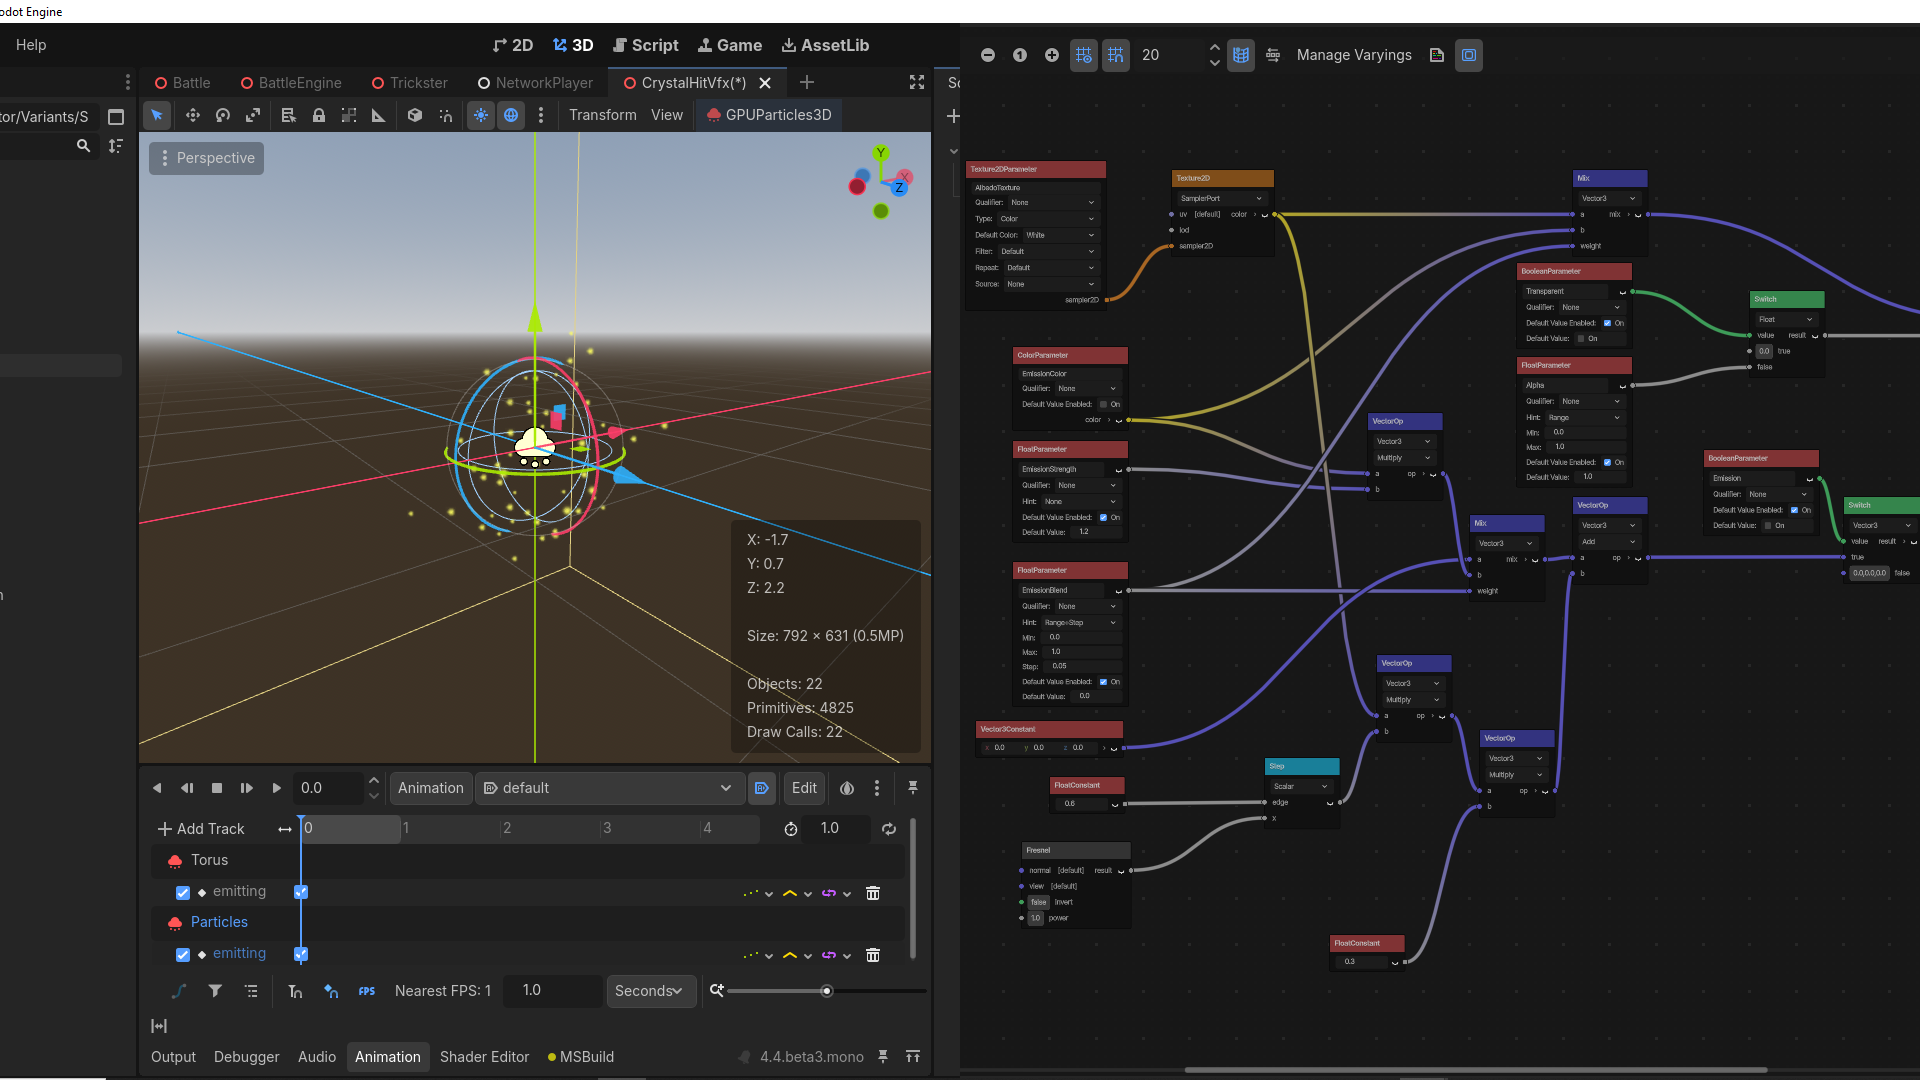 odot Engine
Help
2D
3D
Script
Game
AssetLib
Battle
BattleEngine
Trickster
NetworkPlayer
CrystalHitVfx(*)
Sc
tor/Variants/S
Transform
View
GPUParticles3D
Perspective
Y
X
Z
X: -1.7
Y: 0.7
Z: 2.2
Size: 792 × 631 (0.5MP)
Objects: 22
Primitives: 4825
Draw Calls: 22
n
0.0
Animation
default
Edit
Add Track
0
1
2
3
4
1.0
Torus
emitting
Particles
emitting
FPS
Nearest FPS: 1
1.0
Seconds
Output
Debugger
Audio
Animation
Shader Editor
MSBuild
4.4.beta3.mono
1
20
Manage Varyings
Texture2DParameter
AlbedoTexture
Qualifier: None
Type: Color
Default Color: White
Filter: Default
Repeat: Default
Source: None
sampler2D
Texture2D
SamplerPort
uv [default] color
lod
sampler2D
Mix
Vector3
a mix
b
weight
BooleanParameter
Transparent
Qualifier: None
Default Value Enabled: On
Default Value: On
Switch
Float
value result
0.0 true
false
ColorParameter
EmissionColor
Qualifier: None
Default Value Enabled: On
color
FloatParameter
Alpha
Qualifier: None
Hint: Range
Min: 0.0
Max: 1.0
Default Value Enabled: On
Default Value: 1.0
FloatParameter
EmissionStrength
Qualifier: None
Hint: None
Default Value Enabled: On
Default Value: 1.2
VectorOp
Vector3
Multiply
a op
b
BooleanParameter
Emission
Qualifier: None
Default Value Enabled: On
Default Value: On
Mix
Vector3
a mix
b
weight
VectorOp
Vector3
Add
a op
b
Switch
Vector3
value result
true
0.0,0.0,0.0 false
FloatParameter
EmissionBlend
Qualifier: None
Hint: Range+Step
Min: 0.0
Max: 1.0
Step: 0.05
Default Value Enabled: On
Default Value: 0.0
Vector3Constant
x 0.0 y 0.0 z 0.0
VectorOp
Vector3
Multiply
a op
b
VectorOp
Vector3
Multiply
a op
b
FloatConstant
0.6
Step
Scalar
edge
x
Fresnel
normal [default] result
view [default]
false Invert
1.0 power
FloatConstant
0.3